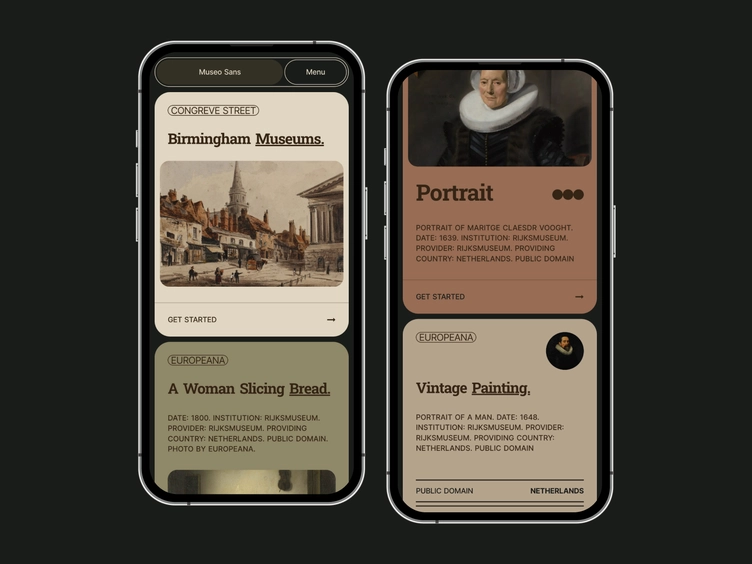 Museo Sans
Menu
CONGREVE STREET
Birmingham Museums.
GET STARTED
EUROPEANA
A Woman Slicing Bread.
DATE: 1800. INSTITUTION: RIJKSMUSEUM.
PROVIDER: RIJKSMUSEUM. PROVIDING
COUNTRY: NETHERLANDS. PUBLIC DOMAIN.
PHOTO BY EUROPEANA.
Portrait
PORTRAIT OF MARITGE CLAESDR VOOGHT.
DATE: 1639. INSTITUTION: RIJKSMUSEUM.
PROVIDER: RIJKSMUSEUM. PROVIDING
COUNTRY: NETHERLANDS. PUBLIC DOMAIN
GET STARTED
EUROPEANA
Vintage Painting.
PORTRAIT OF A MAN. DATE: 1648.
INSTITUTION: RIJKSMUSEUM. PROVIDER:
RIJKSMUSEUM. PROVIDING COUNTRY:
NETHERLANDS. PUBLIC DOMAIN
PUBLIC DOMAIN NETHERLANDS